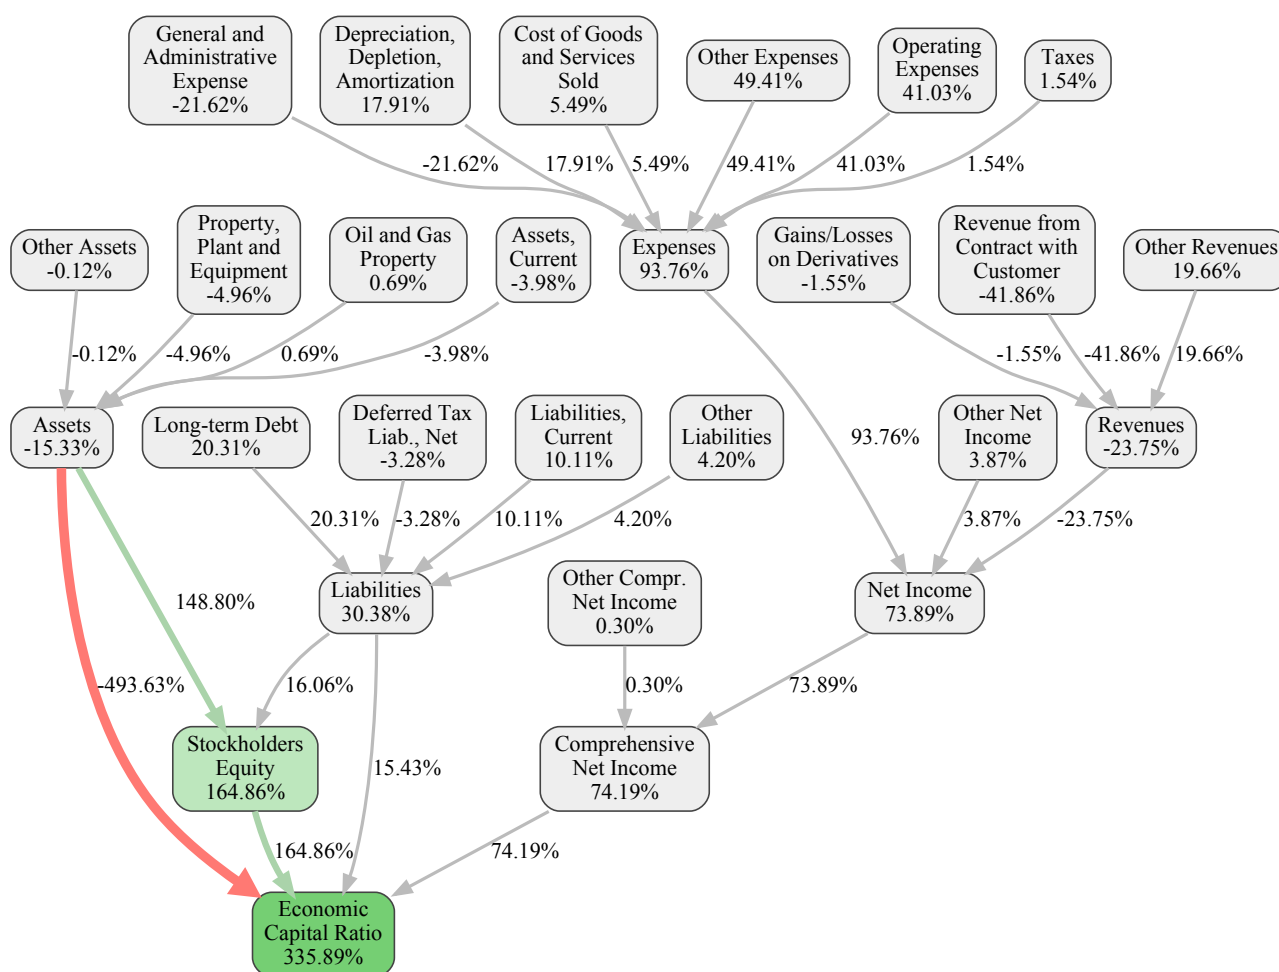 General and
Administrative
Expense
-21.62%
Depreciation,
Depletion,
Amortization
17.91%
Cost of Goods
and Services
Sold
5.49%
Other Expenses
49.41%
Operating
Expenses
41.03%
Taxes
1.54%
-21.62%
17.91%
5.49%
49.41%
41.03%
1.54%
Other Assets
-0.12%
Property,
Plant and
Equipment
-4.96%
Oil and Gas
Property
0.69%
Assets,
Current
-3.98%
Expenses
93.76%
Gains/Losses
on Derivatives
-1.55%
Revenue from
Contract with
Customer
-41.86%
Other Revenues
19.66%
-0.12%
-4.96%
0.69%
-3.98%
-1.55%
-41.86%
19.66%
Assets
-15.33%
Long-term Debt
20.31%
Deferred Tax
Liab., Net
-3.28%
Liabilities,
Current
10.11%
Other
Liabilities
4.20%
93.76%
Other Net
Income
3.87%
Revenues
-23.75%
20.31%
-3.28%
10.11%
4.20%
3.87%
-23.75%
148.80%
Liabilities
30.38%
Other Compr.
Net Income
0.30%
Net Income
73.89%
-493.63%
16.06%
0.30%
73.89%
Stockholders
Equity
164.86%
15.43%
Comprehensive
Net Income
74.19%
164.86%
74.19%
Economic
Capital Ratio
335.89%